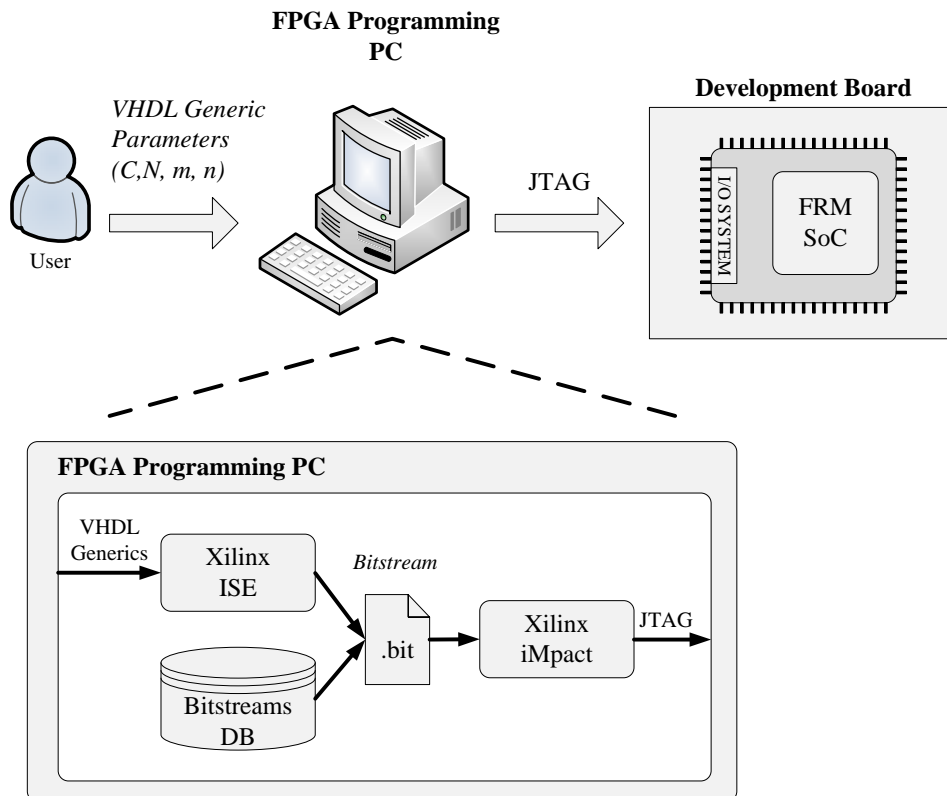 FPGA Programming
PC
Development Board
VHDL Generic
Parameters
(C,N, m, n)
User
JTAG
I/O SYSTEM
FRM
SoC
FPGA Programming PC
VHDL
Generics
Xilinx
ISE
Bitstream
.bit
Bitstreams
DB
Xilinx
iMpact
JTAG